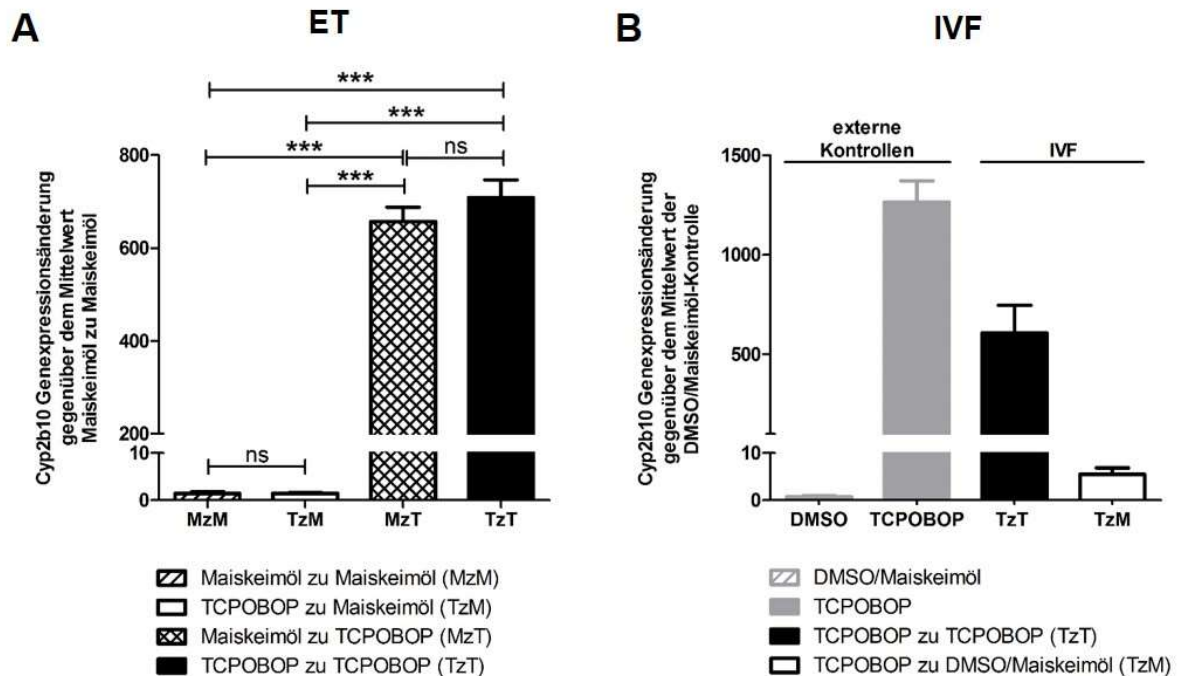 A
ET
***
***
***
ns
***
ns
Cyp2b10 Genexpressionsänderung
gegenüber dem Mittelwert
Maiskeimöl zu Maiskeimöl
800
600
400
200
10
0
MzM TzM MzT TzT
Maiskeimöl zu Maiskeimöl (MzM)
TCPOBOP zu Maiskeimöl (TzM)
Maiskeimöl zu TCPOBOP (MzT)
TCPOBOP zu TCPOBOP (TzT)
B
IVF
externe
Kontrollen
IVF
Cyp2b10 Genexpressionsänderung
gegenüber dem Mittelwert der
DMSO/Maiskeimöl-Kontrolle
1500
1000
500
10
0
DMSO TCPOBOP TzT TzM
DMSO/Maiskeimöl
TCPOBOP
TCPOBOP zu TCPOBOP (TzT)
TCPOBOP zu DMSO/Maiskeimöl (TzM)